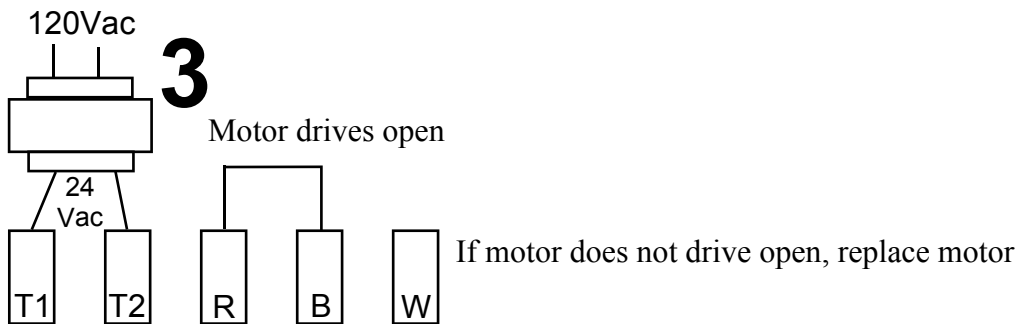 120Vac
3
Motor drives open
24
Vac
If motor does not drive open, replace motor
T1 T2 R B W